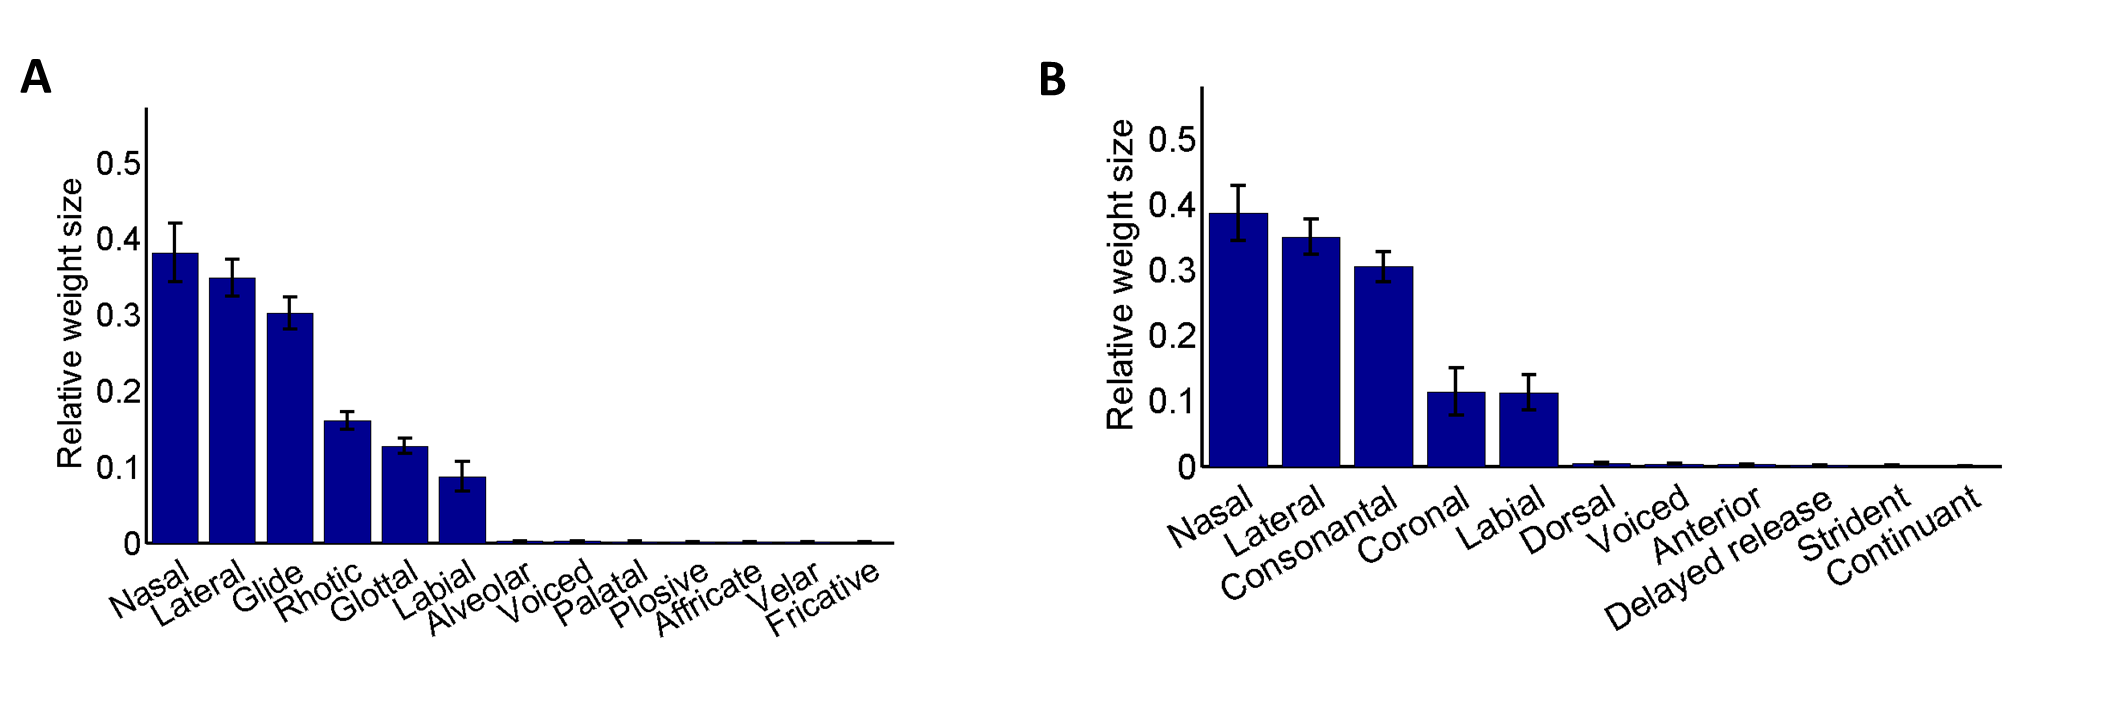 A
Relative weight size
0.5
0.4
0.3
0.2
0.1
0
Nasal
Lateral
Glide
Rhotic
Glottal
Labial
Alveolar
Voiced
Palatal
Plosive
Affricate
Velar
Fricative
B
Relative weight size
0.5
0.4
0.3
0.2
0.1
0
Nasal
Lateral
Consonantal
Coronal
Labial
Dorsal
Voiced
Anterior
Delayed release
Strident
Continuant